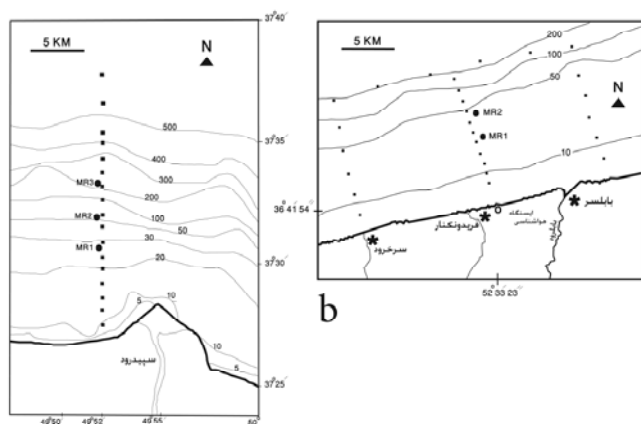 5 KM
N
37°40′
37°35′
37°30′
37°25′
500
400
300
200
100
50
30
20
10
5
10
5
MR3
MR2
MR1
سپیدرود
49°50′
49°52′
49°55′
50°
5 KM
N
200
100
50
10
MR2
MR1
36 41 54″
بابلسر
ایستگاه
هواشناسی
فریدونکنار
بابلرود
سرخرود
52°33′23″
b